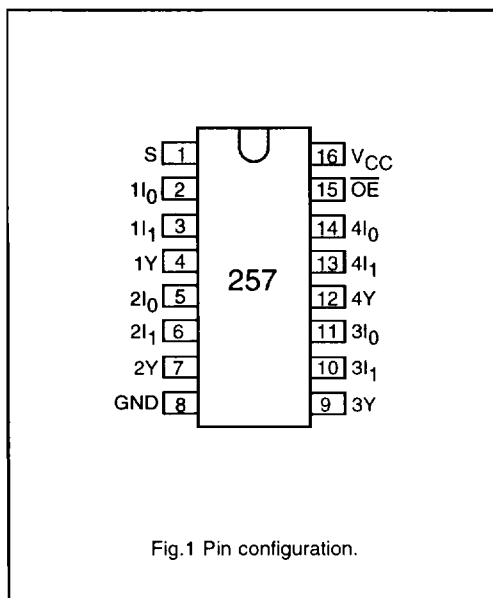 S 1 16 VCC
1I0 2 15 OE
1I1 3 14 4I0
1Y 4 13 4I1
257
2I0 5 12 4Y
2I1 6 11 3I0
2Y 7 10 3I1
GND 8 9 3Y
Fig.1 Pin configuration.